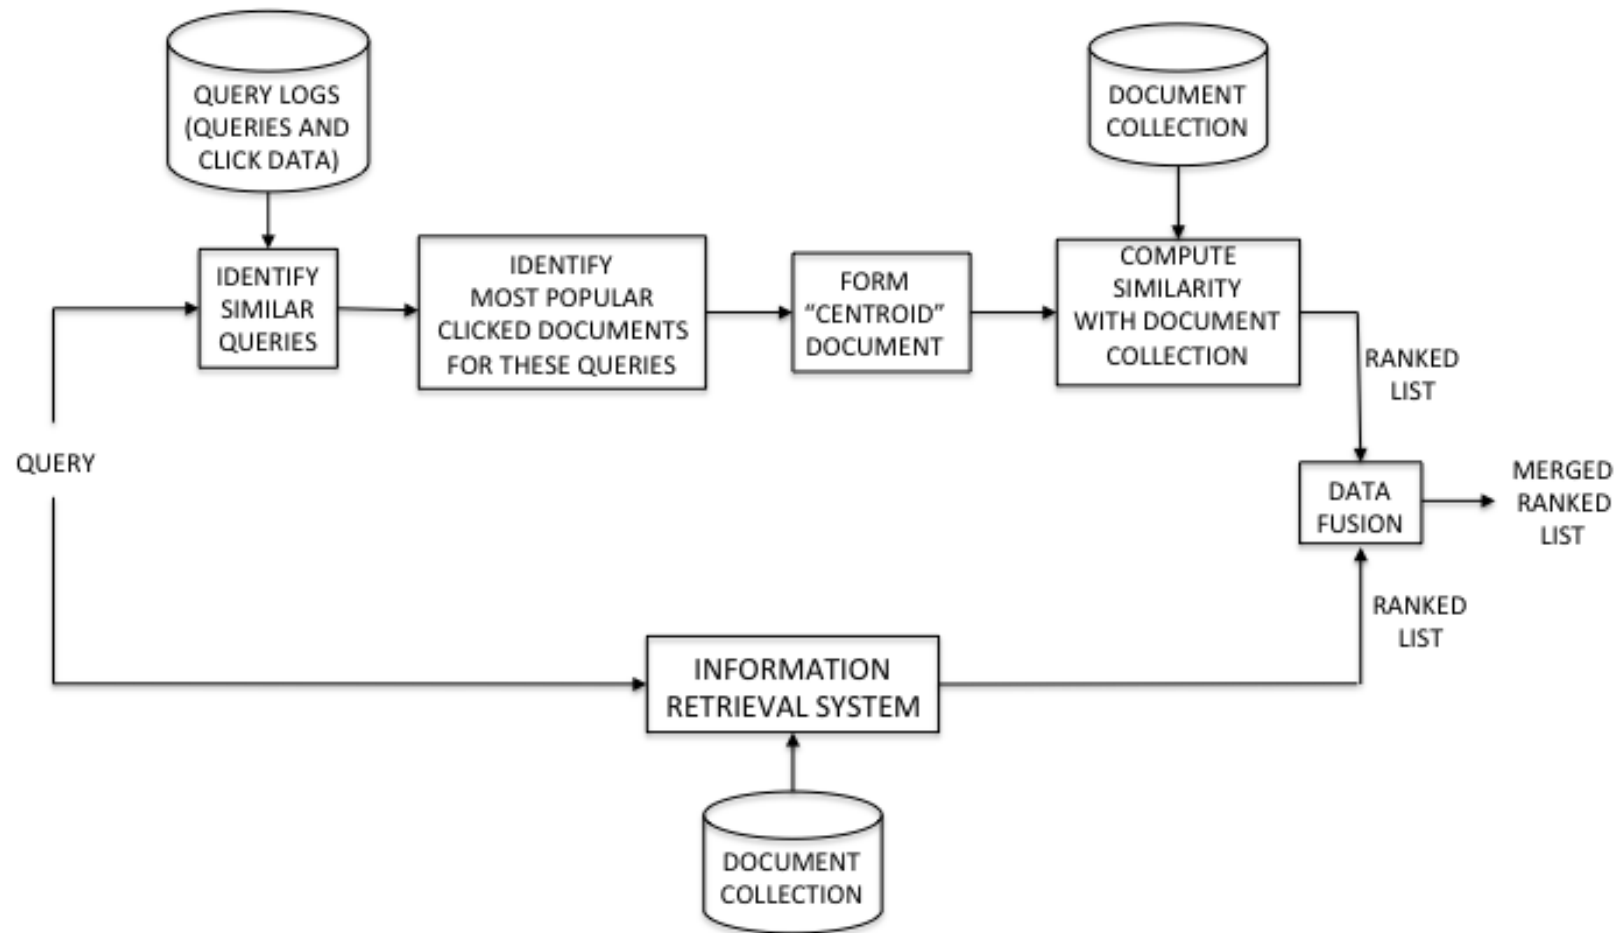 QUERY LOGS
(QUERIES AND
CLICK DATA)
DOCUMENT
COLLECTION
IDENTIFY
SIMILAR
QUERIES
IDENTIFY
MOST POPULAR
CLICKED DOCUMENTS
FOR THESE QUERIES
FORM
“CENTROID”
DOCUMENT
COMPUTE
SIMILARITY
WITH DOCUMENT
COLLECTION
RANKED
LIST
QUERY
DATA
FUSION
MERGED
RANKED
LIST
RANKED
LIST
INFORMATION
RETRIEVAL SYSTEM
DOCUMENT
COLLECTION